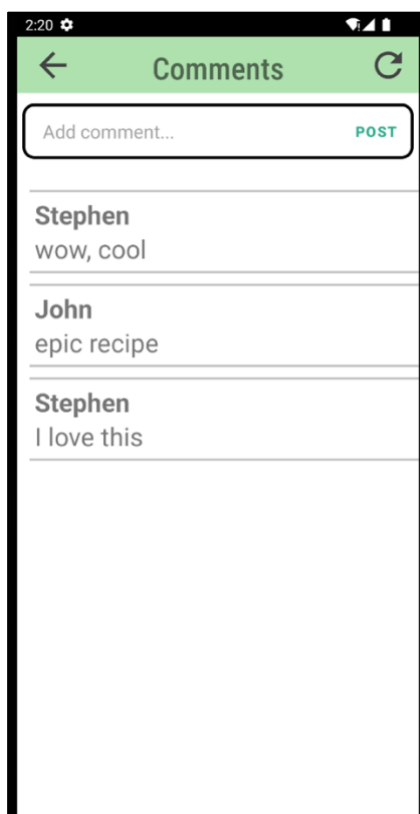 2:20
Comments
Add comment...
POST
Stephen
wow, cool
John
epic recipe
Stephen
I love this